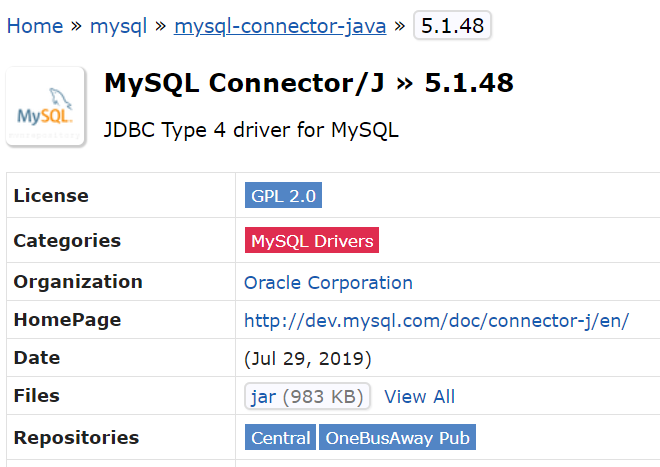 Home » mysql » mysql-connector-java » 5.1.48
MySQL Connector/J » 5.1.48
MySQL
JDBC Type 4 driver for MySQL
License GPL 2.0
Categories MySQL Drivers
Organization Oracle Corporation
HomePage http://dev.mysql.com/doc/connector-j/en/
Date (Jul 29, 2019)
Files jar (983 KB) View All
Repositories Central OneBusAway Pub